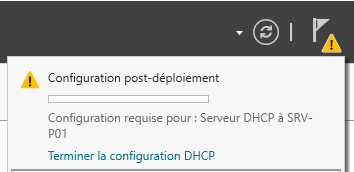 Configuration post-déploiement
Configuration requise pour : Serveur DHCP à SRV-
P01
Terminer la configuration DHCP